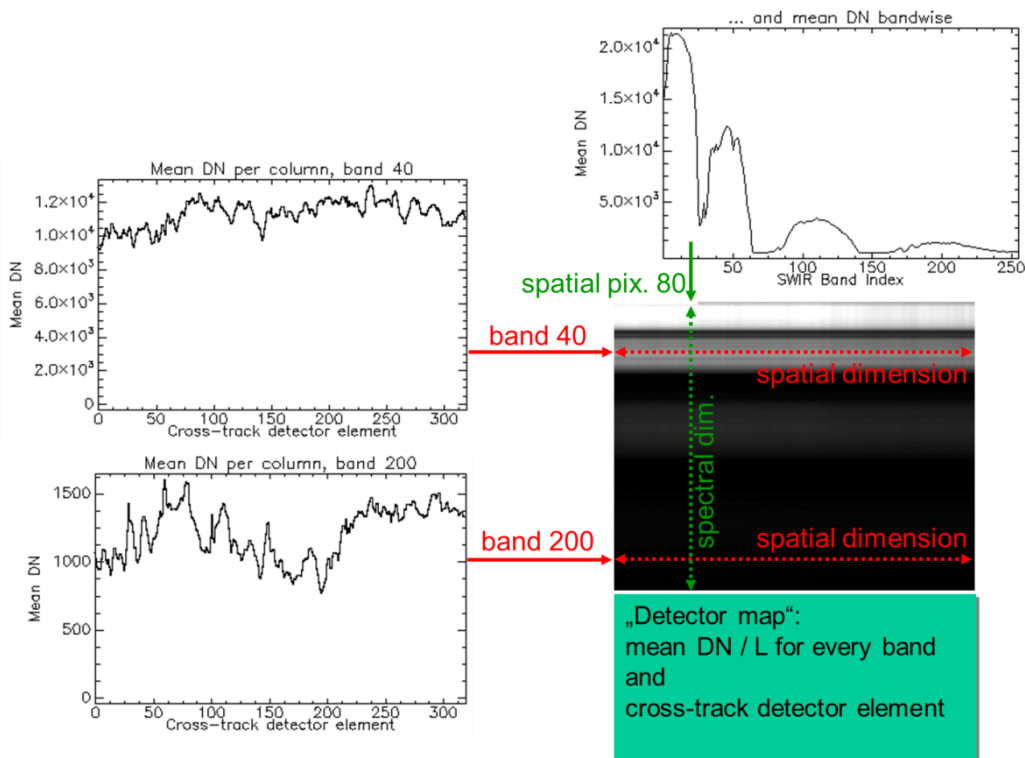 ... and mean DN bandwise
2.0×10⁴
1.5×10⁴
1.0×10⁴
5.0×10³
Mean DN
50 100 150 200 250
SWIR Band Index
Mean DN per column, band 40
1.2×10⁴
1.0×10⁴
8.0×10³
6.0×10³
4.0×10³
2.0×10³
0.0
Mean DN
0 50 100 150 200 250 300
Cross-track detector element
spatial pix. 80
band 40
spatial dimension
spectral dim.
Mean DN per column, band 200
1500
1000
500
0
Mean DN
0 50 100 150 200 250 300
Cross-track detector element
band 200
spatial dimension
„Detector map“:
mean DN / L for every band
and
cross-track detector element